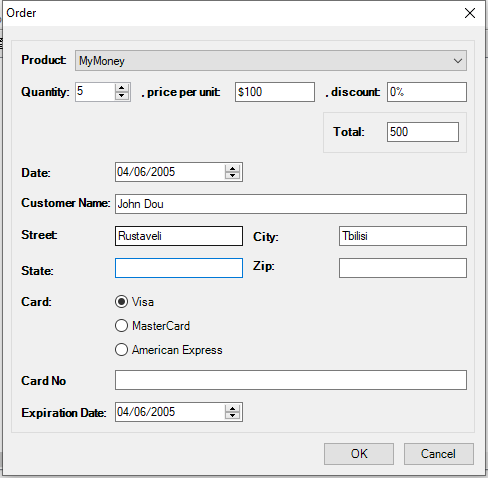 Order
Product: MyMoney
Quantity: 5 , price per unit: $100 , discount: 0%
Total: 500
Date: 04/06/2005
Customer Name: John Dou
Street: Rustaveli City: Tbilisi
State: Zip:
Card: Visa
MasterCard
American Express
Card No
Expiration Date: 04/06/2005
OK Cancel